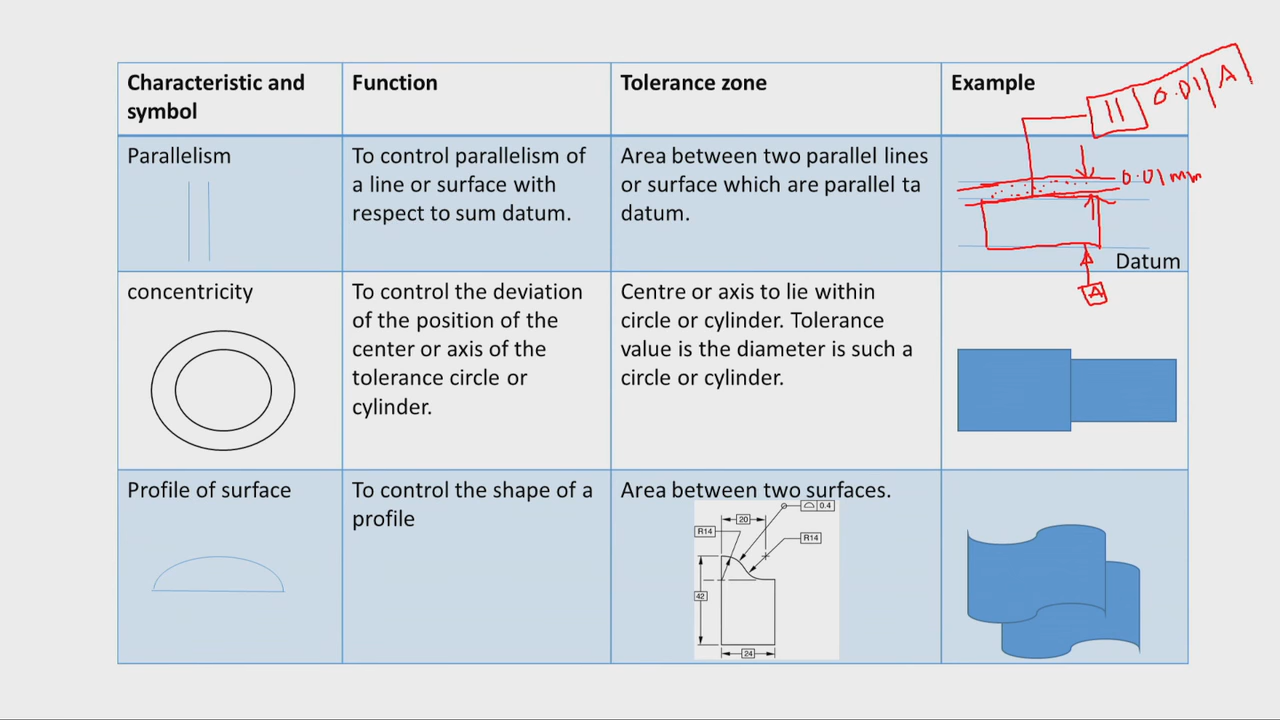 Characteristic and
symbol
Function
Tolerance zone
Example
|| 0.01 A
Parallelism
To control parallelism of
a line or surface with
respect to sum datum.
Area between two parallel lines
or surface which are parallel ta
datum.
0.01 mm
Datum
A
concentricity
To control the deviation
of the position of the
center or axis of the
tolerance circle or
cylinder.
Centre or axis to lie within
circle or cylinder. Tolerance
value is the diameter is such a
circle or cylinder.
Profile of surface
To control the shape of a
profile
Area between two surfaces.
0.4
20
R14
R14
42
24